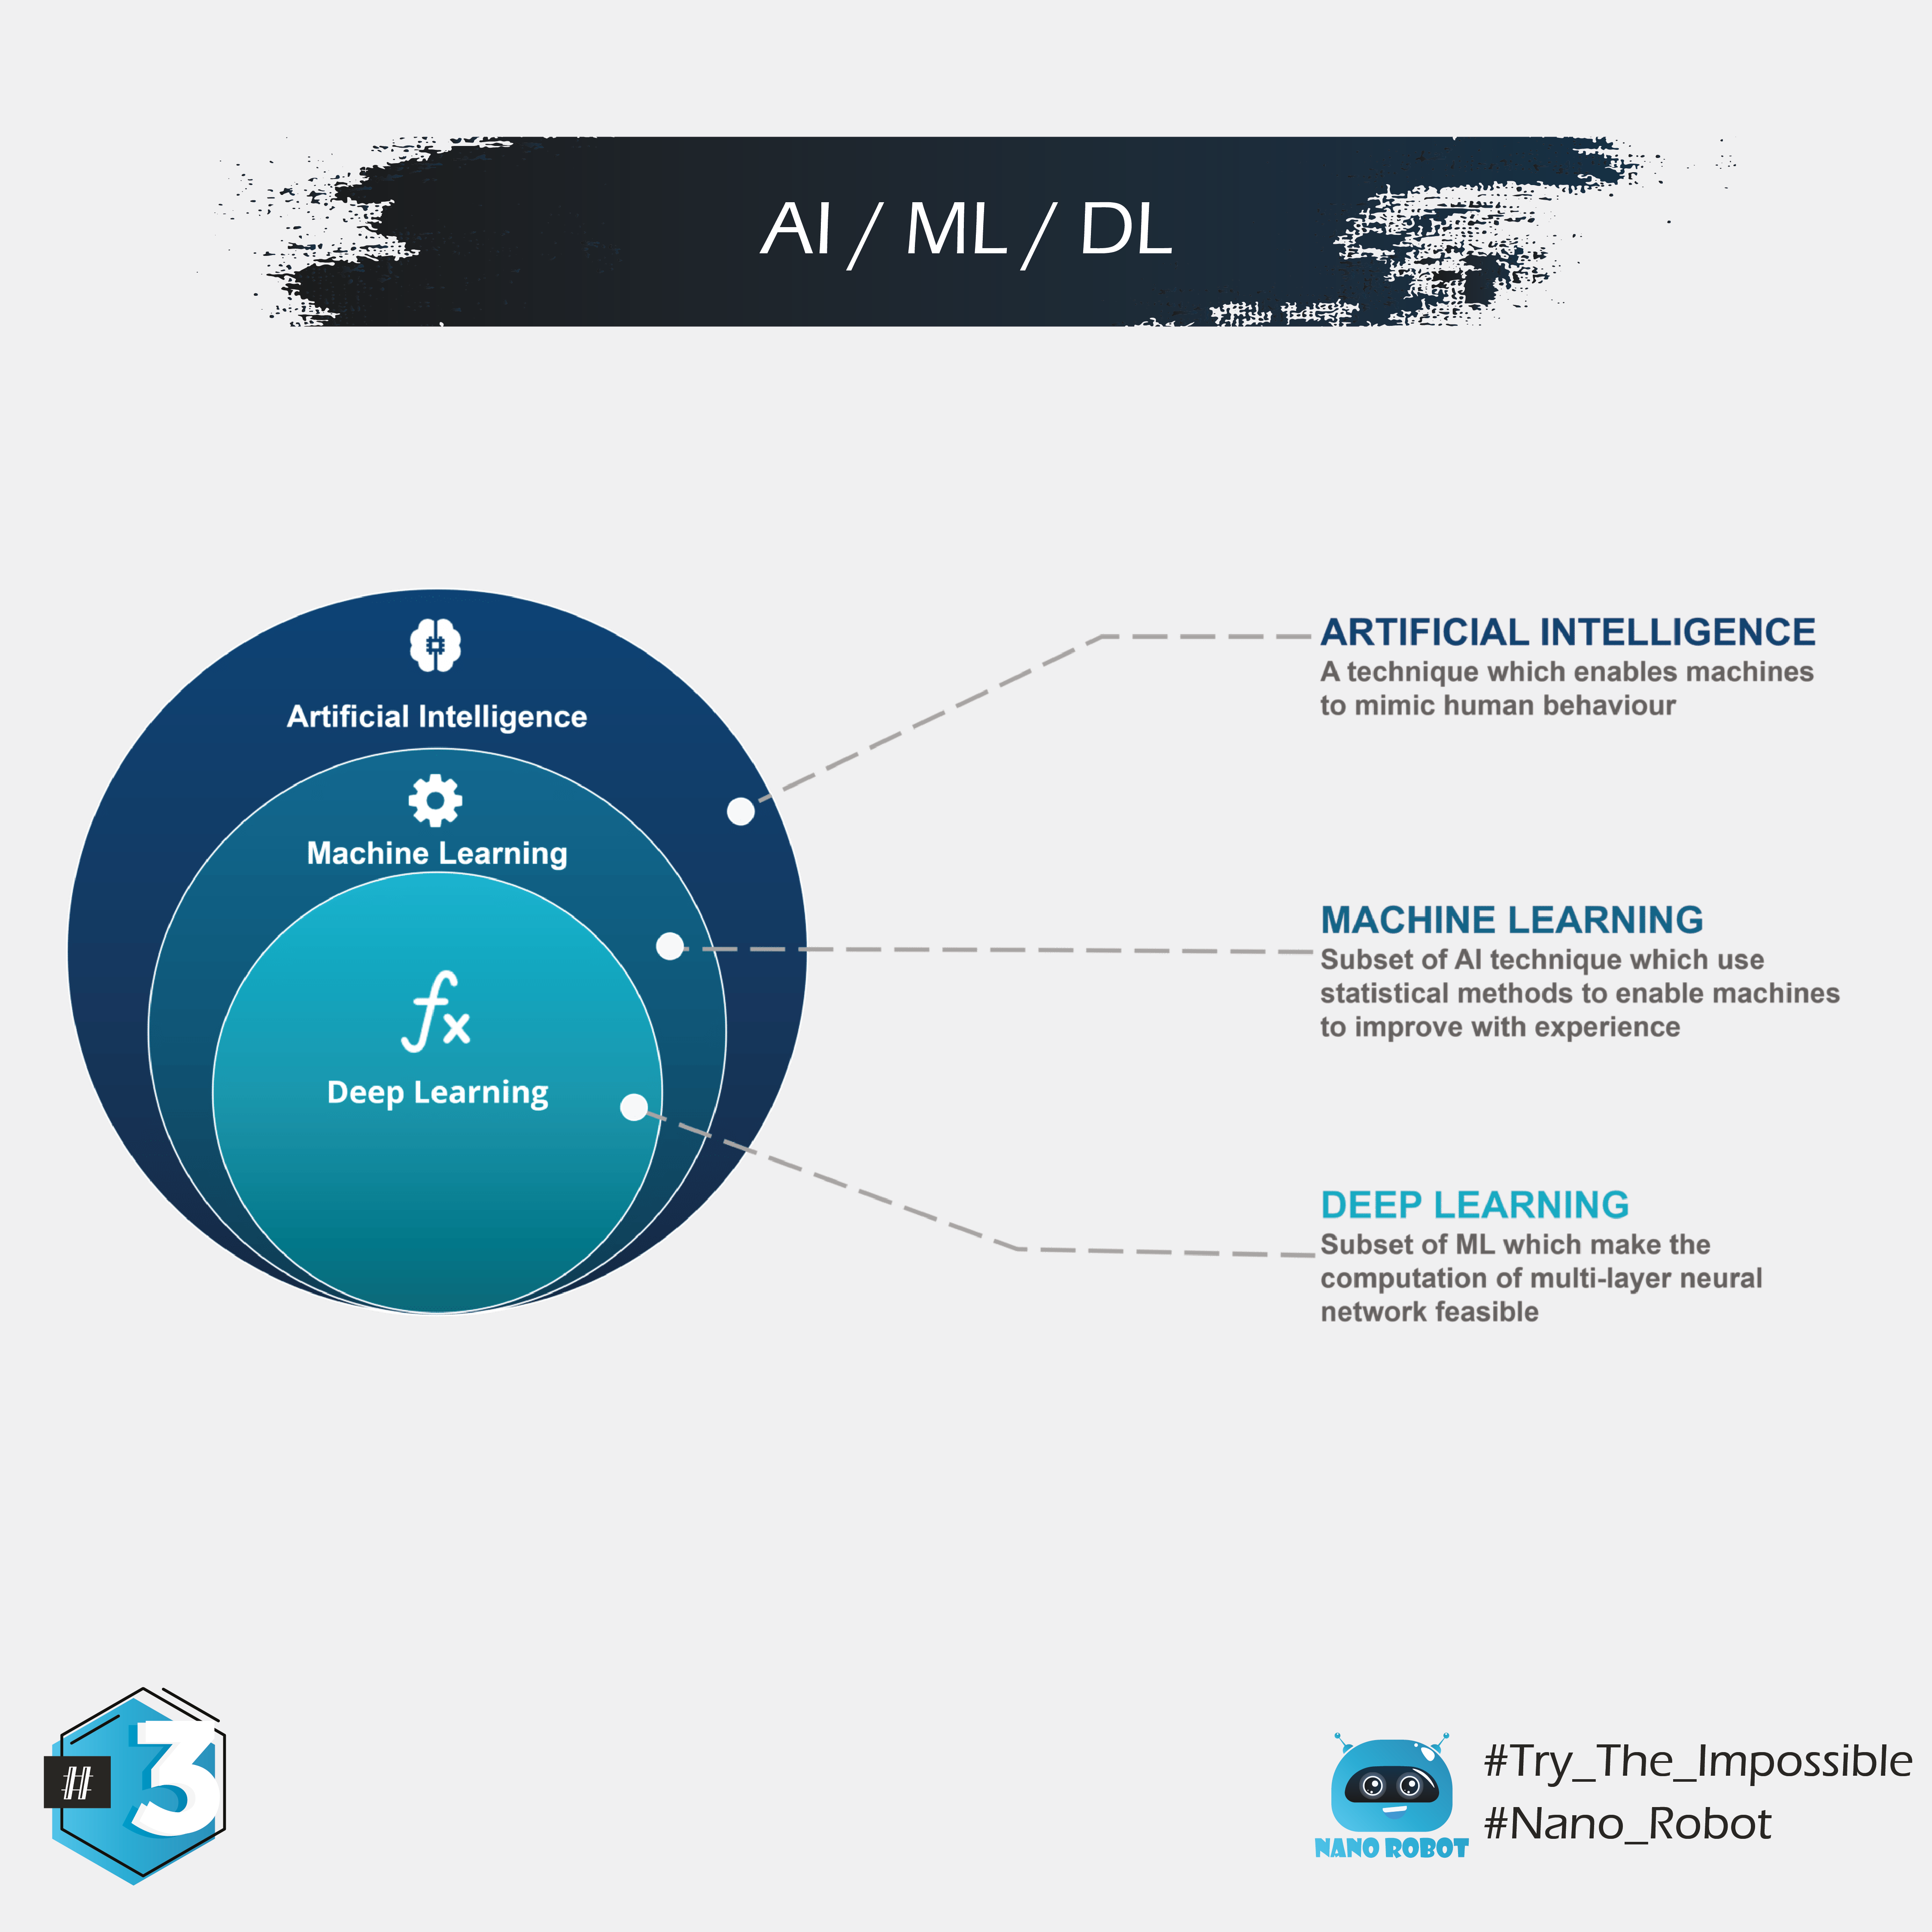 AI / ML / DL
Artificial Intelligence
Machine Learning
fx
Deep Learning
ARTIFICIAL INTELLIGENCE
A technique which enables machines
to mimic human behaviour
MACHINE LEARNING
Subset of AI technique which use
statistical methods to enable machines
to improve with experience
DEEP LEARNING
Subset of ML which make the
computation of multi-layer neural
network feasible
#3
NANO ROBOT
#Try_The_Impossible
#Nano_Robot